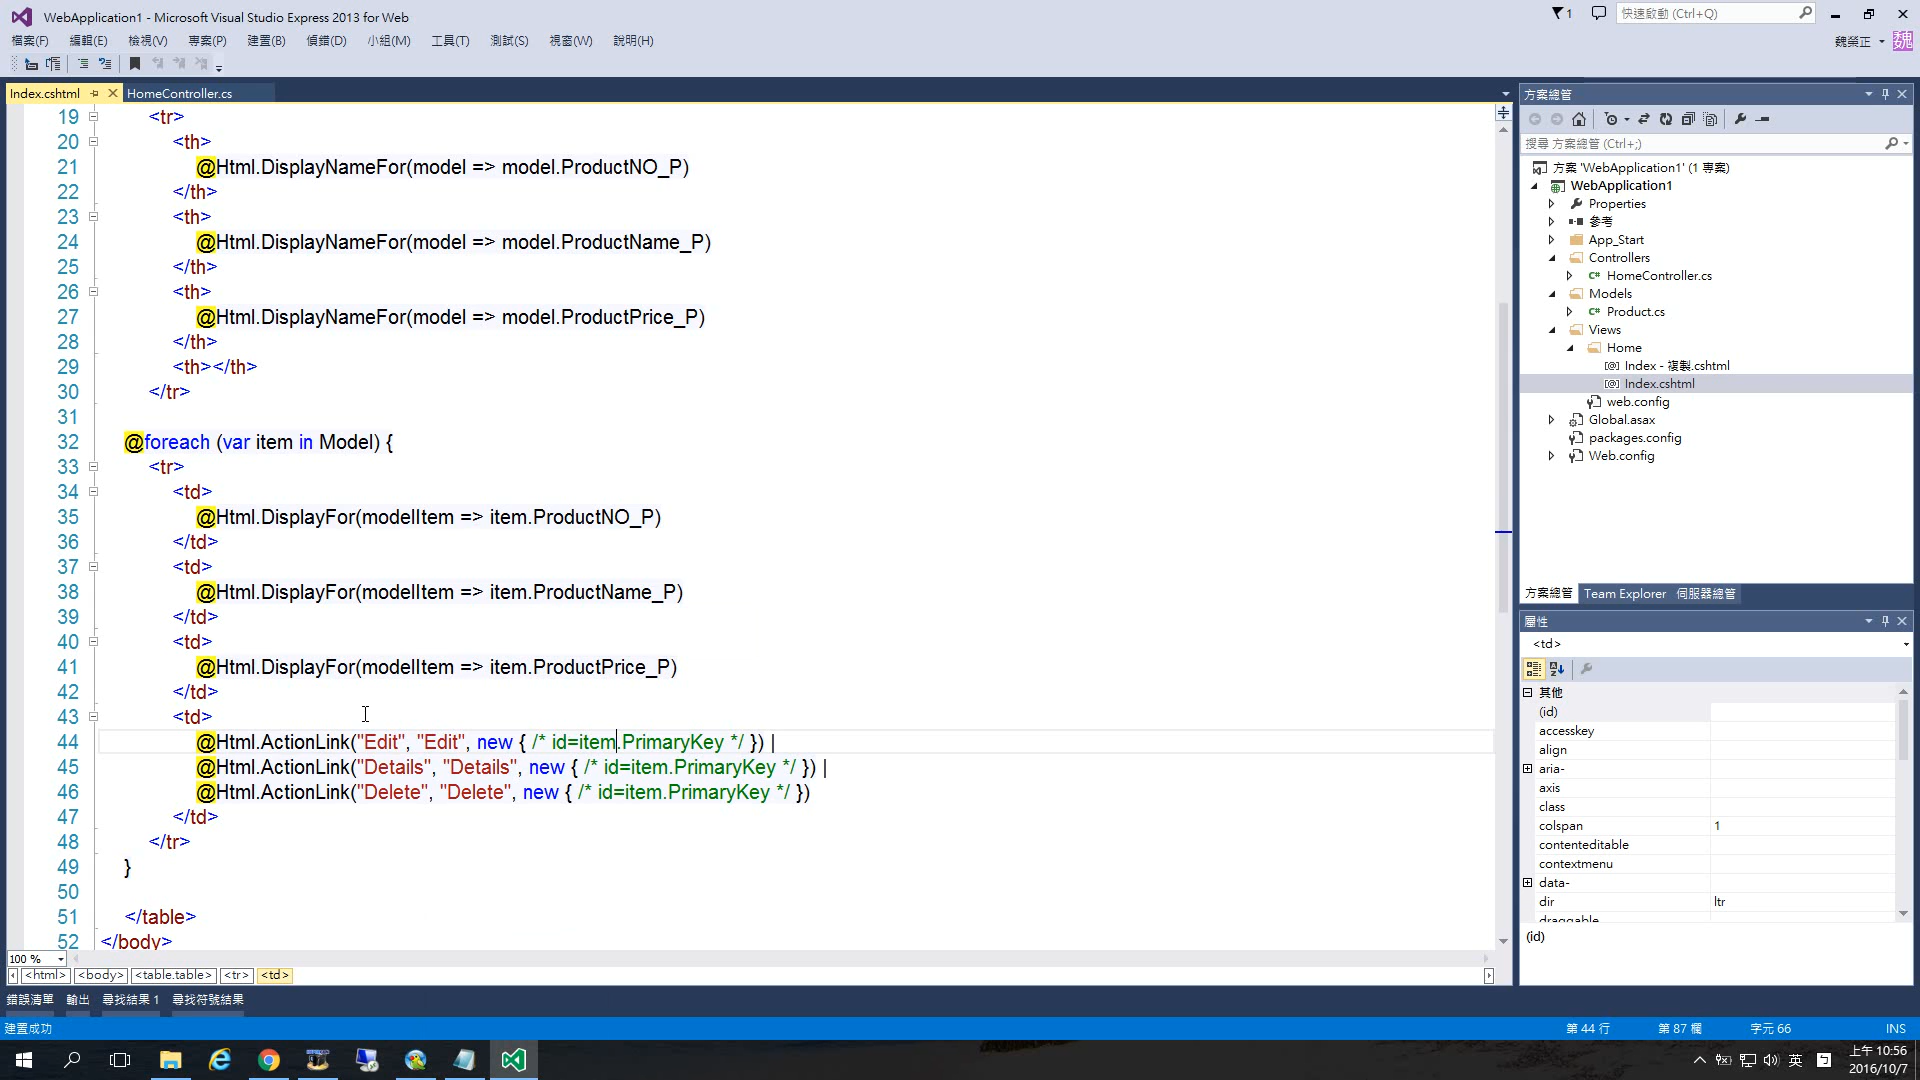 WebApplication1 - Microsoft Visual Studio Express 2013 for Web
1
快速啟動 (Ctrl+Q)
檔案(F) 編輯(E) 檢視(V) 專案(P) 建置(B) 偵錯(D) 小組(M) 工具(T) 測試(S) 視窗(W) 說明(H)
魏榮正 魏
Index.cshtml HomeController.cs
19 <tr>
20 <th>
21 @Html.DisplayNameFor(model => model.ProductNO_P)
22 </th>
23 <th>
24 @Html.DisplayNameFor(model => model.ProductName_P)
25 </th>
26 <th>
27 @Html.DisplayNameFor(model => model.ProductPrice_P)
28 </th>
29 <th></th>
30 </tr>
31
32 @foreach (var item in Model) {
33 <tr>
34 <td>
35 @Html.DisplayFor(modelItem => item.ProductNO_P)
36 </td>
37 <td>
38 @Html.DisplayFor(modelItem => item.ProductName_P)
39 </td>
40 <td>
41 @Html.DisplayFor(modelItem => item.ProductPrice_P)
42 </td>
43 <td>
44 @Html.ActionLink("Edit", "Edit", new { /* id=item.PrimaryKey */ }) |
45 @Html.ActionLink("Details", "Details", new { /* id=item.PrimaryKey */ }) |
46 @Html.ActionLink("Delete", "Delete", new { /* id=item.PrimaryKey */ })
47 </td>
48 </tr>
49 }
50
51 </table>
52 </body>
100 %
<html> <body> <table.table> <tr> <td>
錯誤清單 輸出 尋找結果 1 尋找符號結果
建置成功
第 44 行 第 87 欄 字元 66 INS
方案總管
搜尋 方案總管 (Ctrl+;)
方案 'WebApplication1' (1 專案)
WebApplication1
Properties
參考
App_Start
Controllers
C# HomeController.cs
Models
C# Product.cs
Views
Home
[@] Index - 複製.cshtml
[@] Index.cshtml
web.config
Global.asax
packages.config
Web.config
方案總管 Team Explorer 伺服器總管
屬性
<td>
其他
(id)
accesskey
align
aria-
axis
class
colspan 1
contenteditable
contextmenu
data-
dir ltr
draggable
(id)
英
上午 10:56
2016/10/7